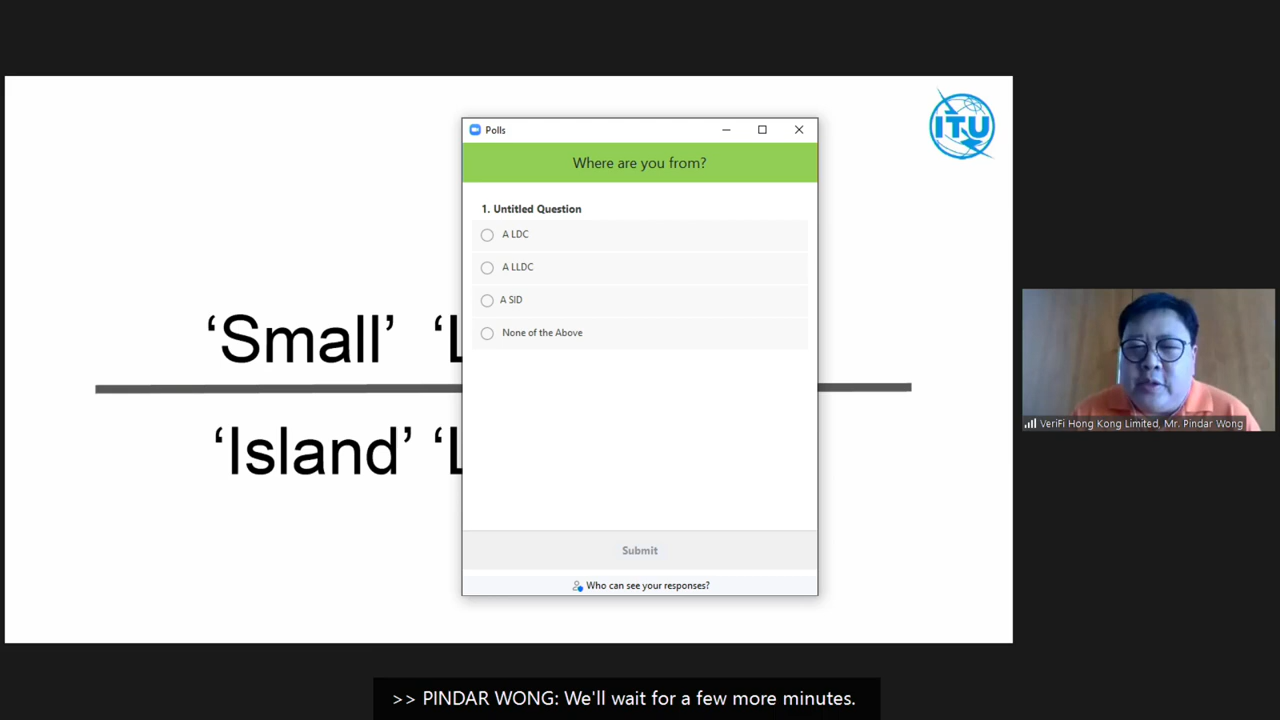 ITU
Polls
Where are you from?
1. Untitled Question
A LDC
A LLDC
A SID
None of the Above
Submit
Who can see your responses?
‘Small’ ‘L
‘Island’ ‘L
VeriFi Hong Kong Limited, Mr. Pindar Wong
>> PINDAR WONG: We'll wait for a few more minutes.